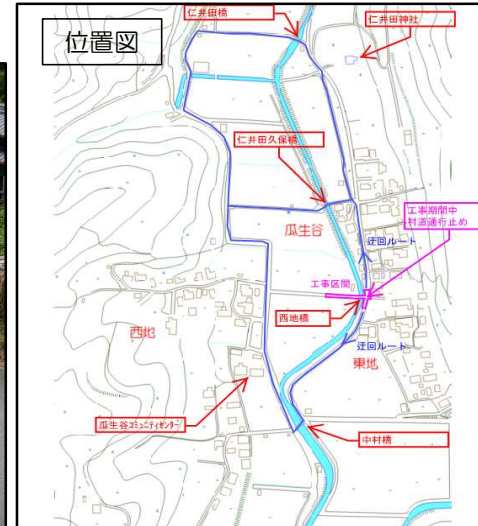 位置図
仁井田橋
仁井田神社
仁井田久保橋
工事期間中
村道通行止め
瓜生谷
迂回ルート
工事区間
西地橋
西地
迂回ルート
東地
瓜生谷コミュニティセンター
中村橋